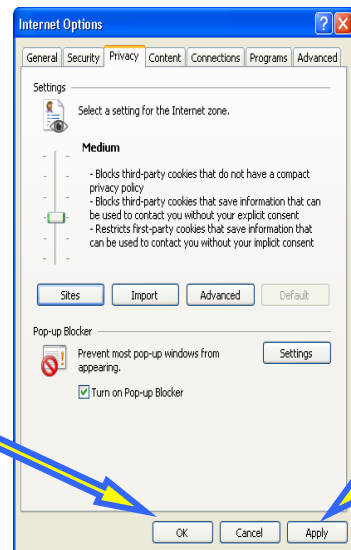 Internet Options
General Security Privacy Content Connections Programs Advanced
Settings
Select a setting for the Internet zone.
Medium
- Blocks third-party cookies that do not have a compact
privacy policy
- Blocks third-party cookies that save information that can
be used to contact you without your explicit consent
- Restricts first-party cookies that save information that
can be used to contact you without your implicit consent
Sites Import Advanced Default
Pop-up Blocker
Prevent most pop-up windows from
appearing.
Settings
Turn on Pop-up Blocker
OK Cancel Apply